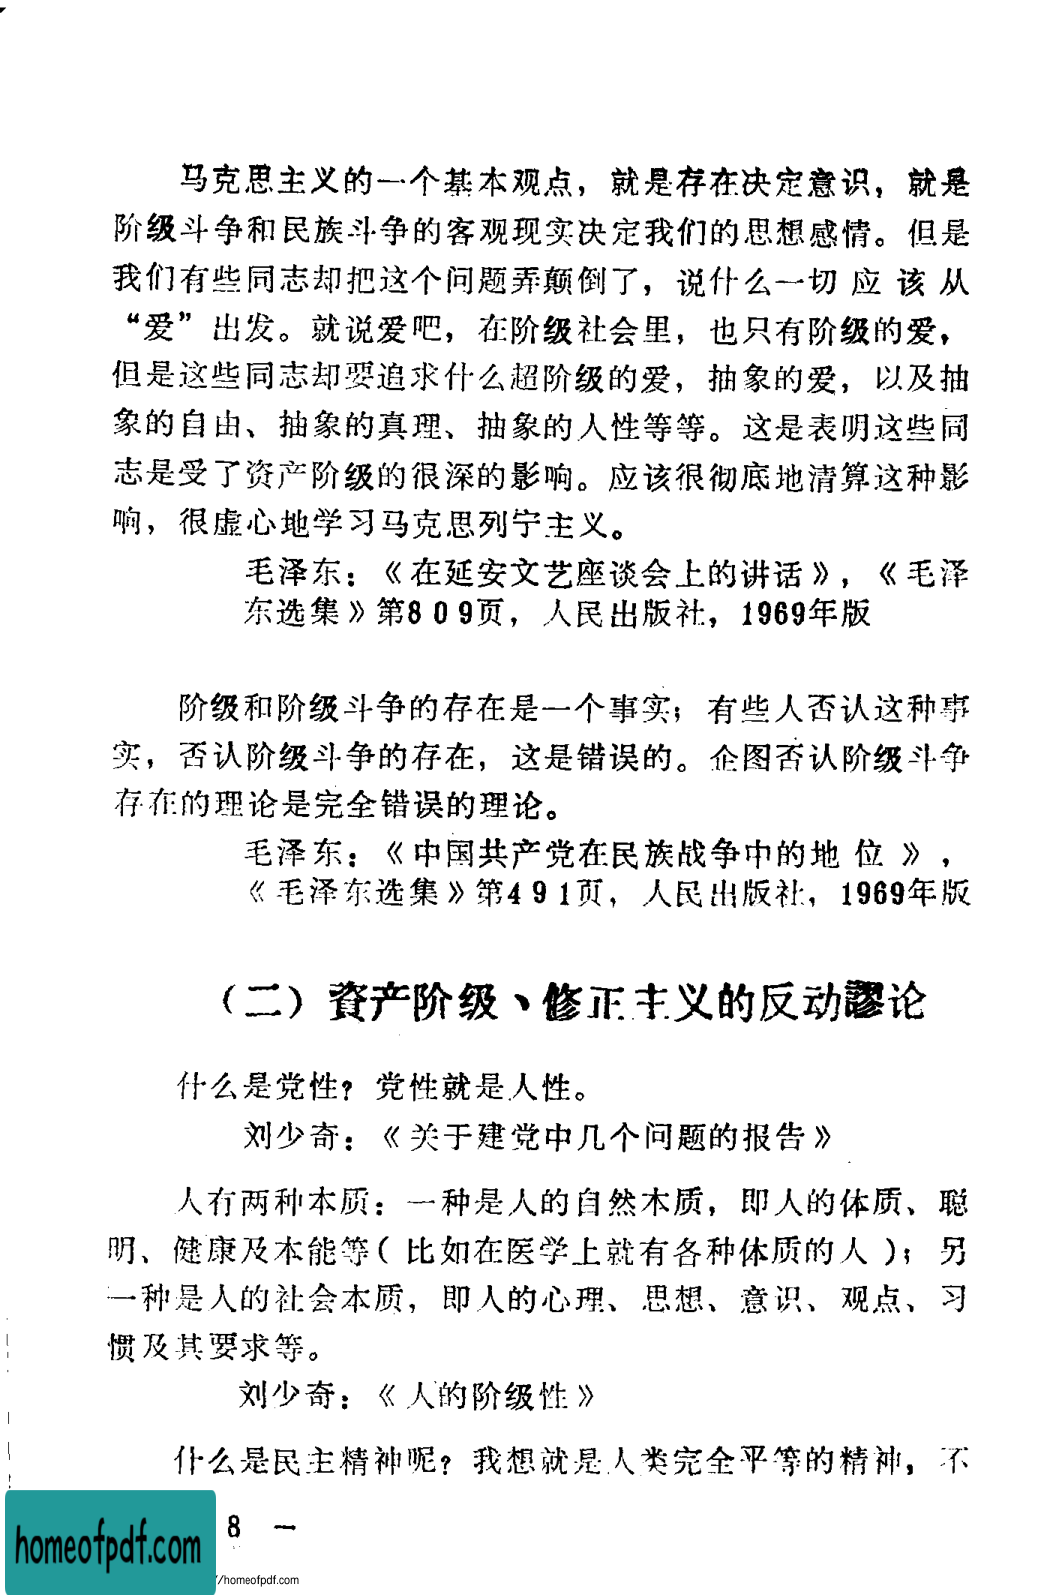 马克思主义的一个基本观点，就是存在决定意识，就是
阶级斗争和民族斗争的客观现实决定我们的思想感情。但是
我们有些同志却把这个问题弄颠倒了，说什么一切应该从
“爱”出发。就说爱吧，在阶级社会里，也只有阶级的爱，
但是这些同志却要追求什么超阶级的爱，抽象的爱，以及抽
象的自由、抽象的真理、抽象的人性等等。这是表明这些同
志是受了资产阶级的很深的影响。应该很彻底地清算这种影
响，很虚心地学习马克思列宁主义。
毛泽东：《在延安文艺座谈会上的讲话》，《毛泽
东选集》第809页，人民出版社，1969年版
阶级和阶级斗争的存在是一个事实；有些人否认这种事
实，否认阶级斗争的存在，这是错误的。企图否认阶级斗争
存在的理论是完全错误的理论。
毛泽东：《中国共产党在民族战争中的地位》，
《毛泽东选集》第491页，人民出版社，1969年版
（二）資产阶级、修正主义的反动謬论
什么是党性？党性就是人性。
刘少奇：《关于建党中几个问题的报告》
人有两种本质：一种是人的自然本质，即人的体质、聪
明、健康及本能等（比如在医学上就有各种体质的人）；另
一种是人的社会本质，即人的心理、思想、意识、观点、习
惯及其要求等。
刘少奇：《人的阶级性》
什么是民主精神呢？我想就是人类完全平等的精神，不
8 —
homeofpdf.com
//homeofpdf.com